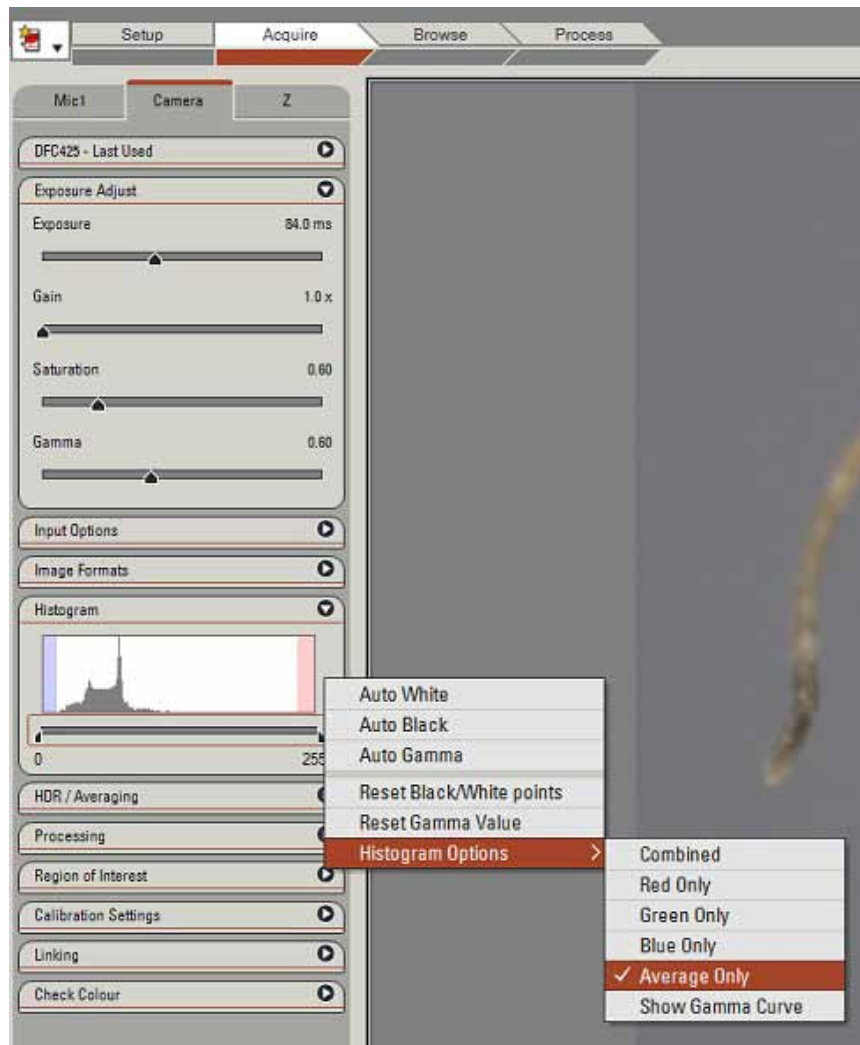 Setup Acquire Browse Process
Mic1 Camera Z
DFC425 - Last Used
Exposure Adjust
Exposure 84.0 ms
Gain 1.0 x
Saturation 0.60
Gamma 0.60
Input Options
Image Formats
Histogram
0 255
Auto White
Auto Black
Auto Gamma
Reset Black/White points
Reset Gamma Value
Histogram Options >
Combined
Red Only
Green Only
Blue Only
✓ Average Only
Show Gamma Curve
HDR / Averaging
Processing
Region of Interest
Calibration Settings
Linking
Check Colour